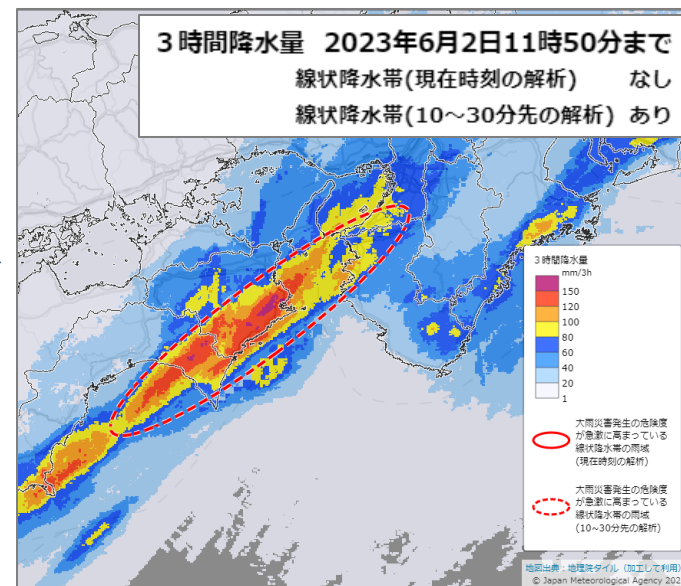 ３時間降水量 2023年6月2日11時50分まで
線状降水帯(現在時刻の解析) なし
線状降水帯(10～30分先の解析) あり
３時間降水量
mm/3h
150
120
100
80
60
40
20
1
大雨災害発生の危険度
が急激に高まっている
線状降水帯の雨域
(現在時刻の解析)
大雨災害発生の危険度
が急激に高まっている
線状降水帯の雨域
(10～30分先の解析)
地図出典：地理院タイル（加工して利用）
© Japan Meteorological Agency